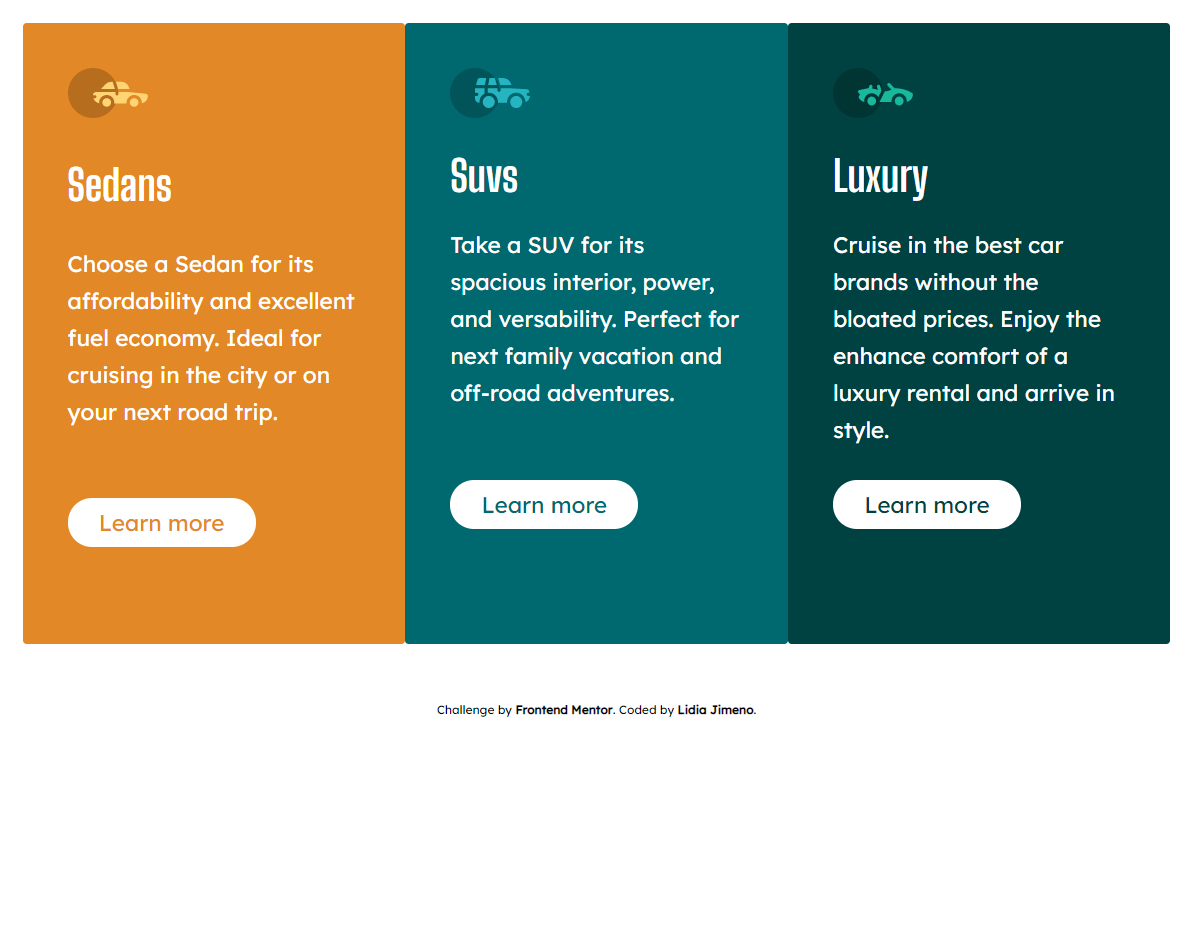 Sedans
Choose a Sedan for its
affordability and excellent
fuel economy. Ideal for
cruising in the city or on
your next road trip.
Learn more
Suvs
Take a SUV for its
spacious interior, power,
and versability. Perfect for
next family vacation and
off-road adventures.
Learn more
Luxury
Cruise in the best car
brands without the
bloated prices. Enjoy the
enhance comfort of a
luxury rental and arrive in
style.
Learn more
Challenge by Frontend Mentor. Coded by Lidia Jimeno.